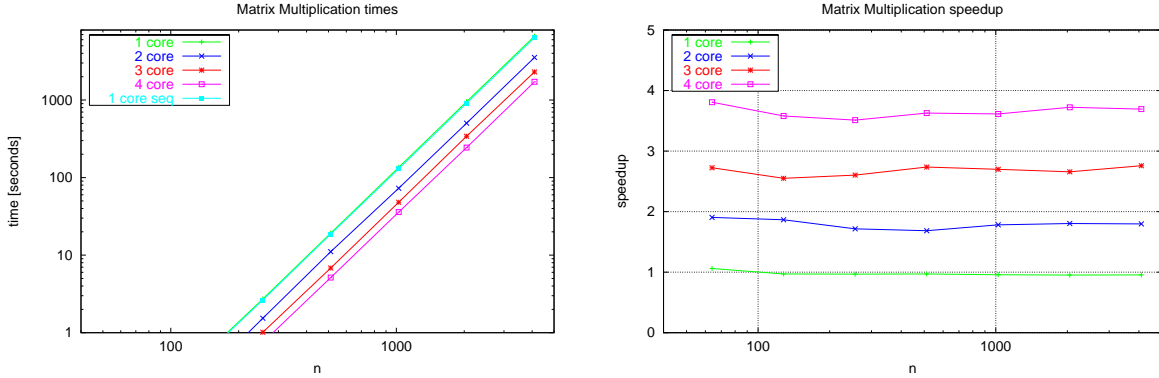 Matrix Multiplication times
1 core
2 core
3 core
4 core
1 core seq
1000
100
10
1
100
1000
time [seconds]
n
Matrix Multiplication speedup
1 core
2 core
3 core
4 core
5
4
3
2
1
0
100
1000
speedup
n